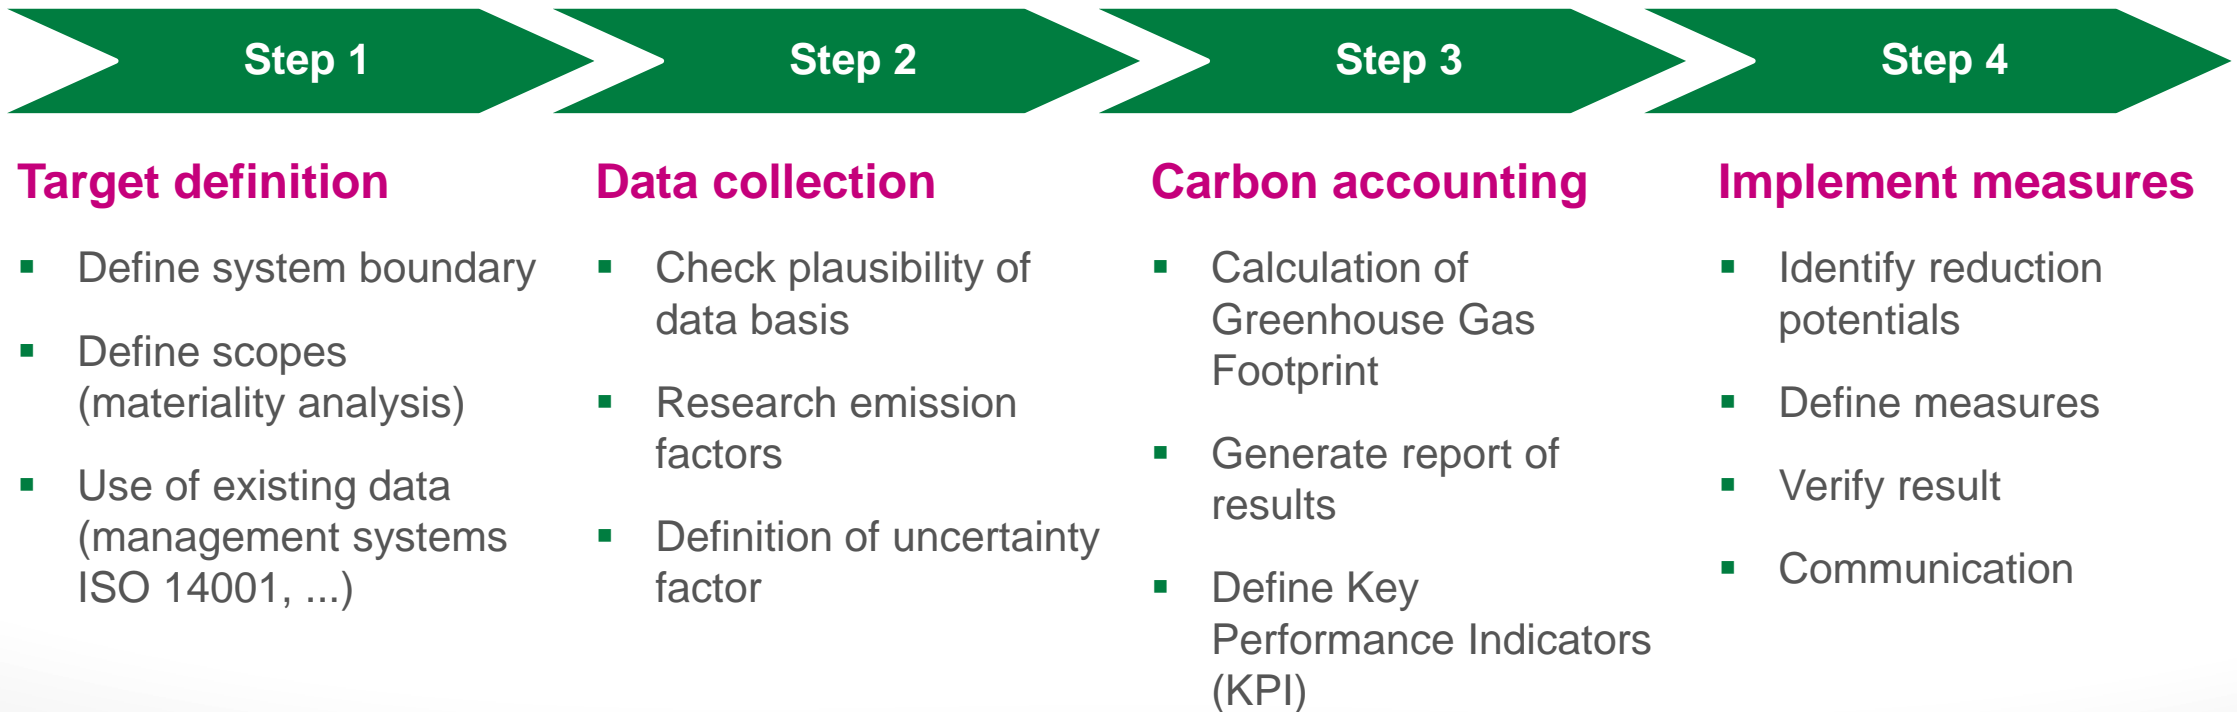 Step 1
Step 2
Step 3
Step 4
Target definition
▪ Define system boundary
▪ Define scopes
(materiality analysis)
▪ Use of existing data
(management systems
ISO 14001, ...)
Data collection
▪ Check plausibility of
data basis
▪ Research emission
factors
▪ Definition of uncertainty
factor
Carbon accounting
▪ Calculation of
Greenhouse Gas
Footprint
▪ Generate report of
results
▪ Define Key
Performance Indicators
(KPI)
Implement measures
▪ Identify reduction
potentials
▪ Define measures
▪ Verify result
▪ Communication